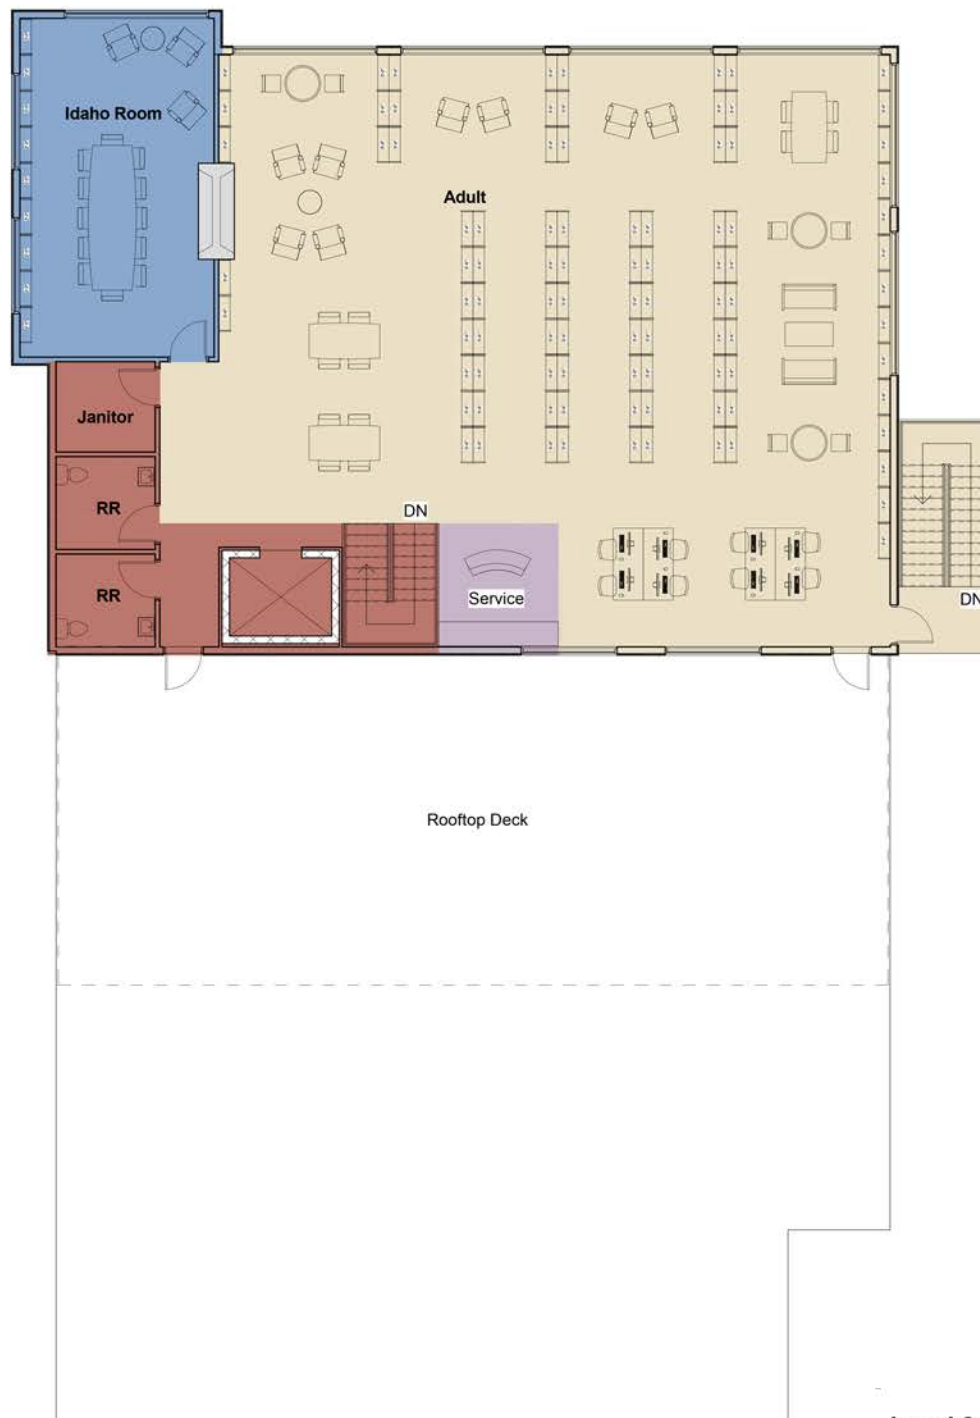 Idaho Room
Adult
Janitor
RR
DN
RR
Service
DN
Rooftop Deck